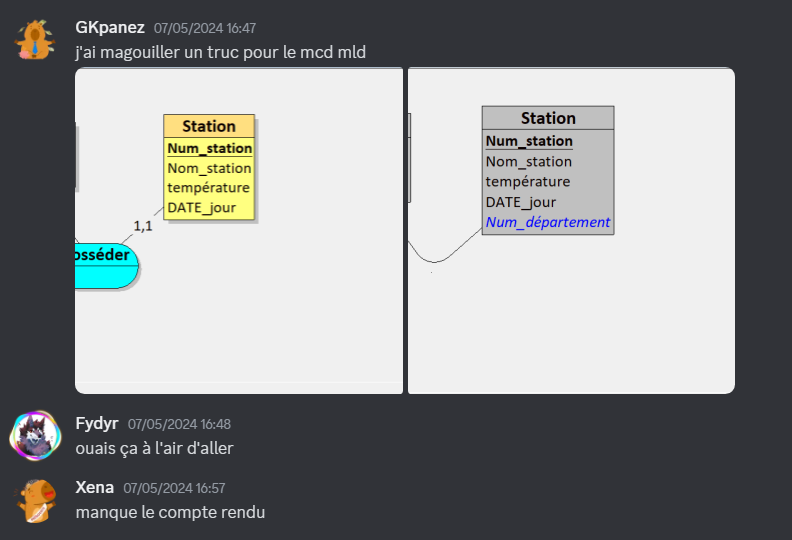 GKpanez 07/05/2024 16:47
j'ai magouiller un truc pour le mcd mld
Station
Num_station
Nom_station
température
DATE_jour
1,1
osséder
Station
Num_station
Nom_station
température
DATE_jour
Num_département
Fydyr 07/05/2024 16:48
ouais ça à l'air d'aller
Xena 07/05/2024 16:57
manque le compte rendu